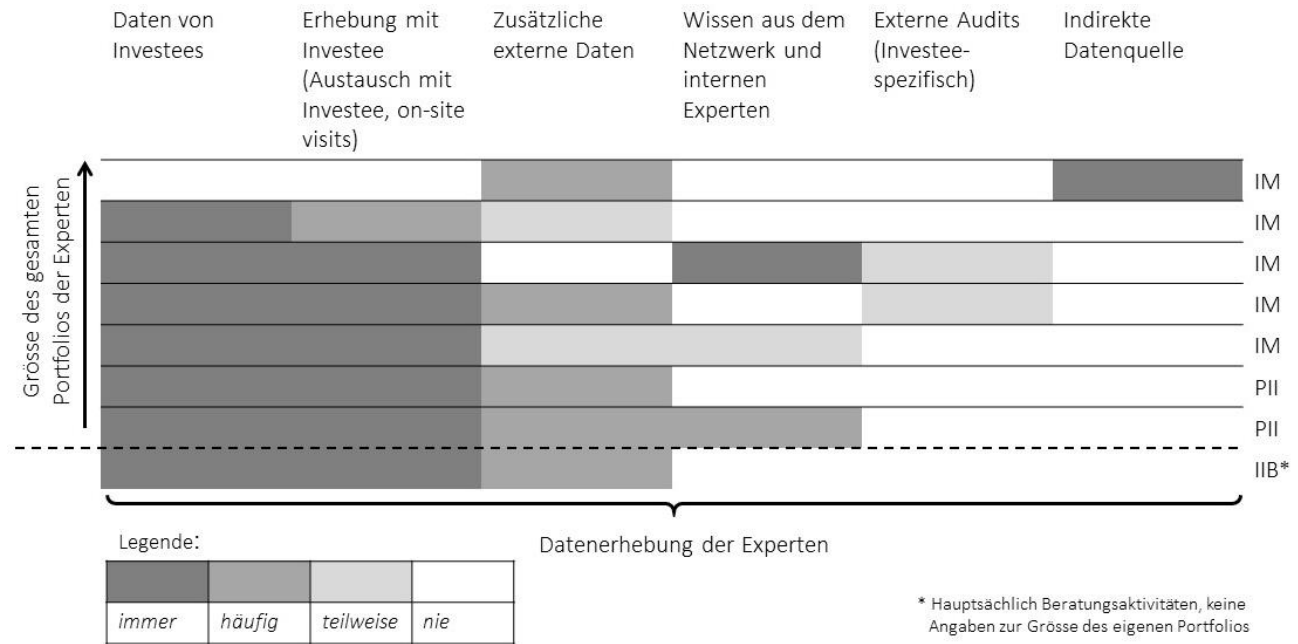 Daten von
Investees
Erhebung mit
Investee
(Austausch mit
Investee, on-site
visits)
Zusätzliche
externe Daten
Wissen aus dem
Netzwerk und
internen
Experten
Externe Audits
(Investee-
spezifisch)
Indirekte
Datenquelle
Grösse des gesamten
Portfolios der Experten
IM
IM
IM
IM
IM
PII
PII
IIB*
Datenerhebung der Experten
Legende:
immer häufig teilweise nie
* Hauptsächlich Beratungsaktivitäten, keine
Angaben zur Grösse des eigenen Portfolios